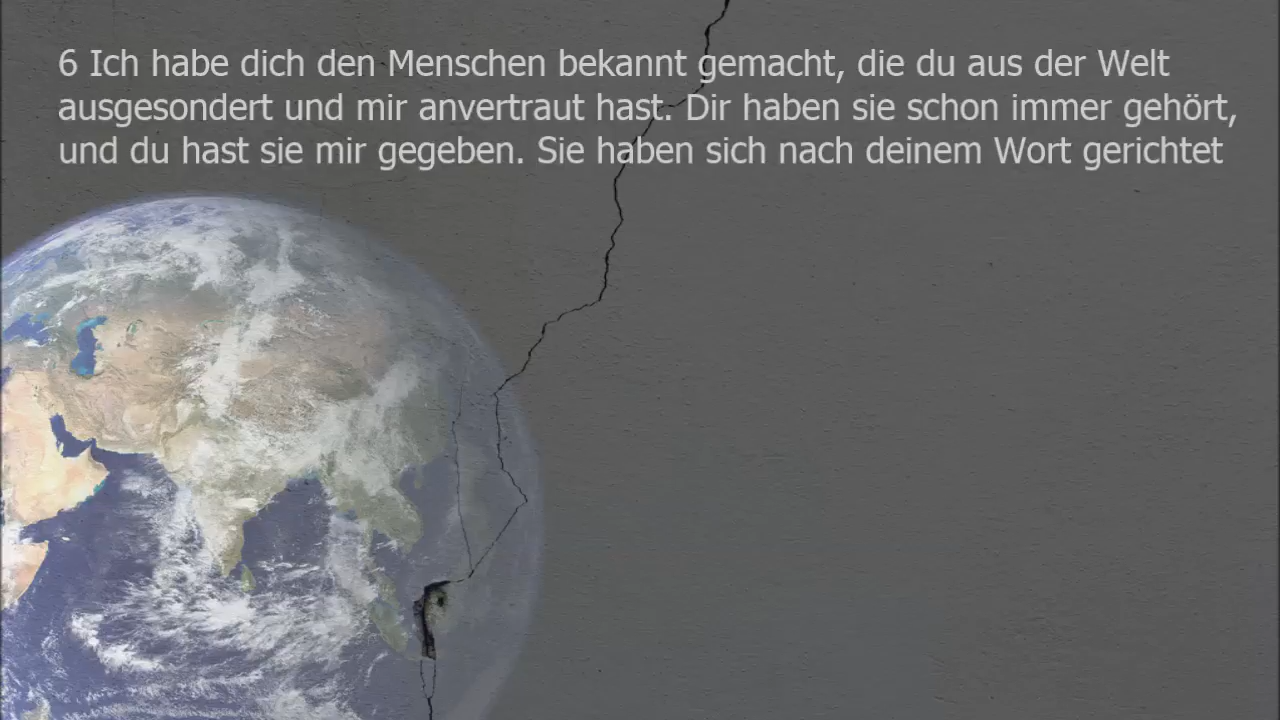 6 Ich habe dich den Menschen bekannt gemacht, die du aus der Welt
ausgesondert und mir anvertraut hast. Dir haben sie schon immer gehört,
und du hast sie mir gegeben. Sie haben sich nach deinem Wort gerichtet